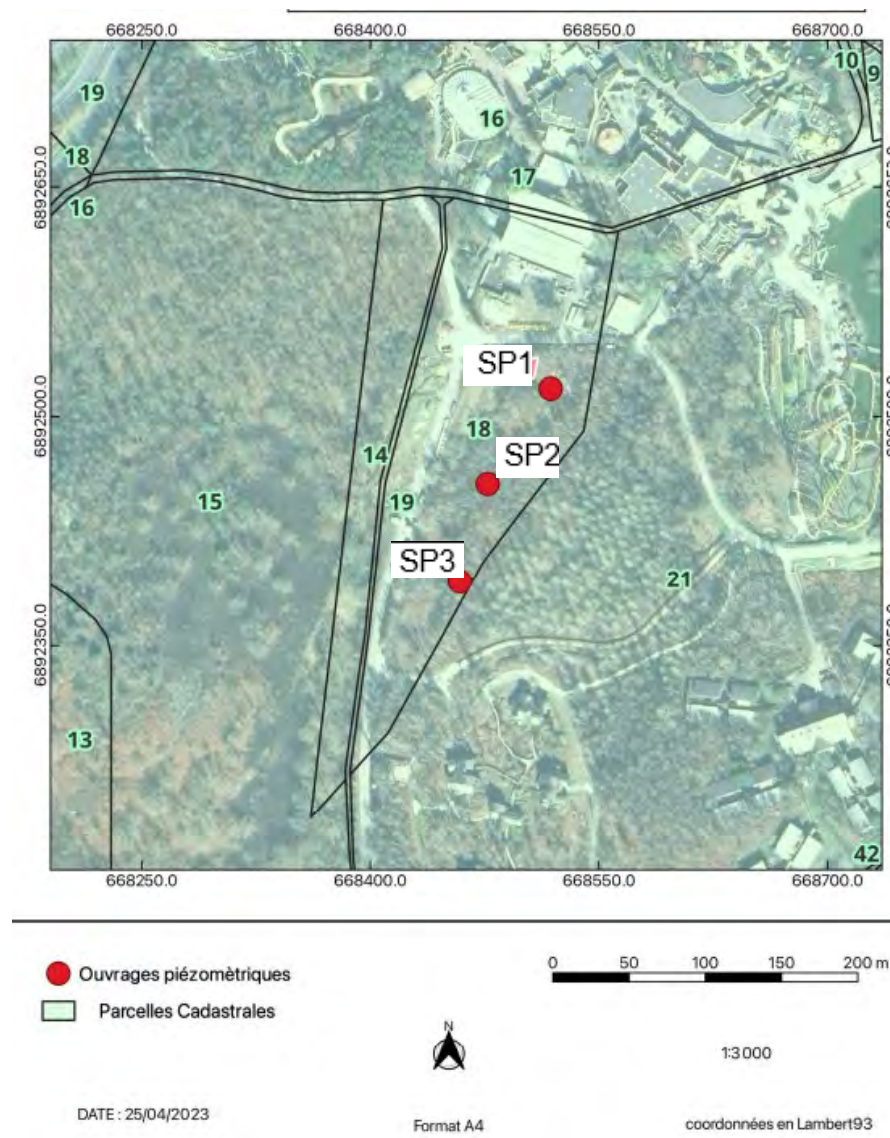 668250.0 668400.0 668550.0 668700.0
19
16
10
9
18
17
16
6892650.0
SP1
6892500.0
18
SP2
14
15
19
SP3
21
6892350.0
13
42
668250.0 668400.0 668550.0 668700.0
Ouvrages piézomètriques
Parcelles Cadastrales
0 50 100 150 200 m
N
1:3 000
DATE : 25/04/2023
Format A4
coordonnées en Lambert93